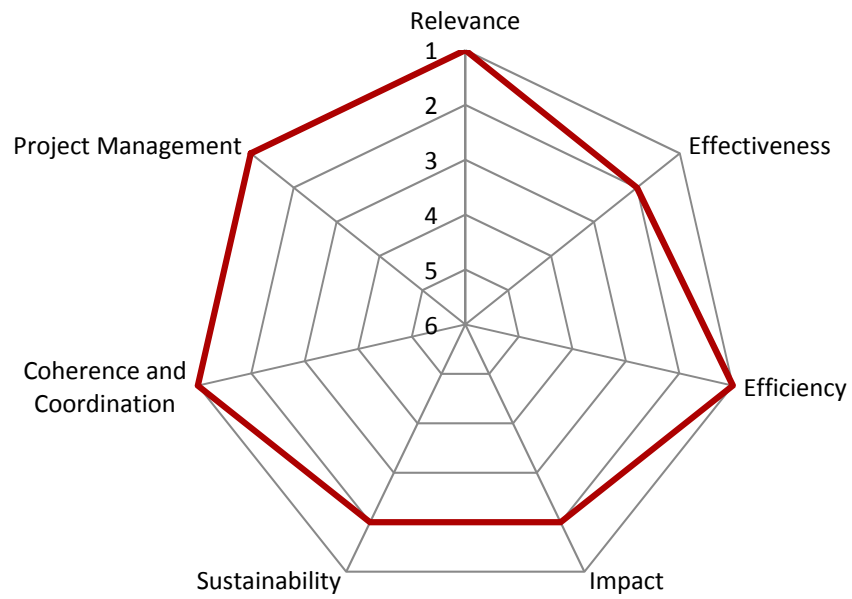 Relevance
1
2
Project Management
Effectiveness
3
4
5
6
Coherence and
Coordination
Efficiency
Sustainability
Impact